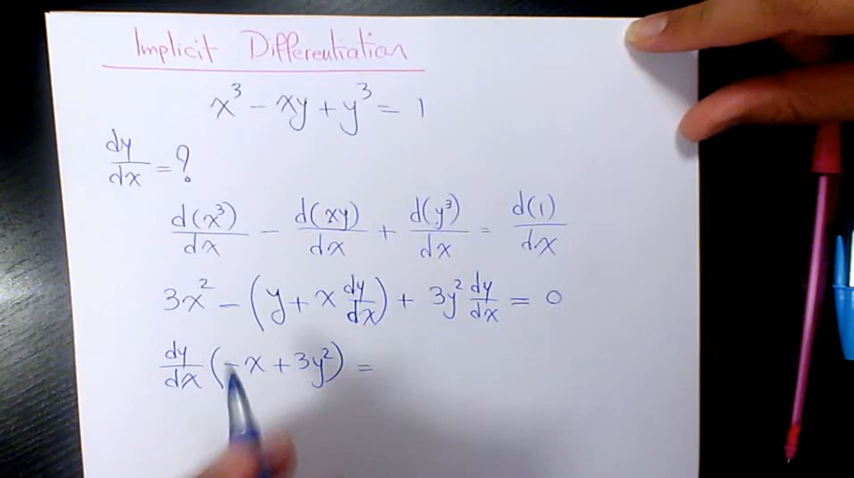 Implicit Differentiation
x³ - xy + y³ = 1
dy/dx = ?
d(x³)/dx - d(xy)/dx + d(y³)/dx = d(1)/dx
3x² - (y + x dy/dx) + 3y² dy/dx = 0
dy/dx (-x + 3y²) =